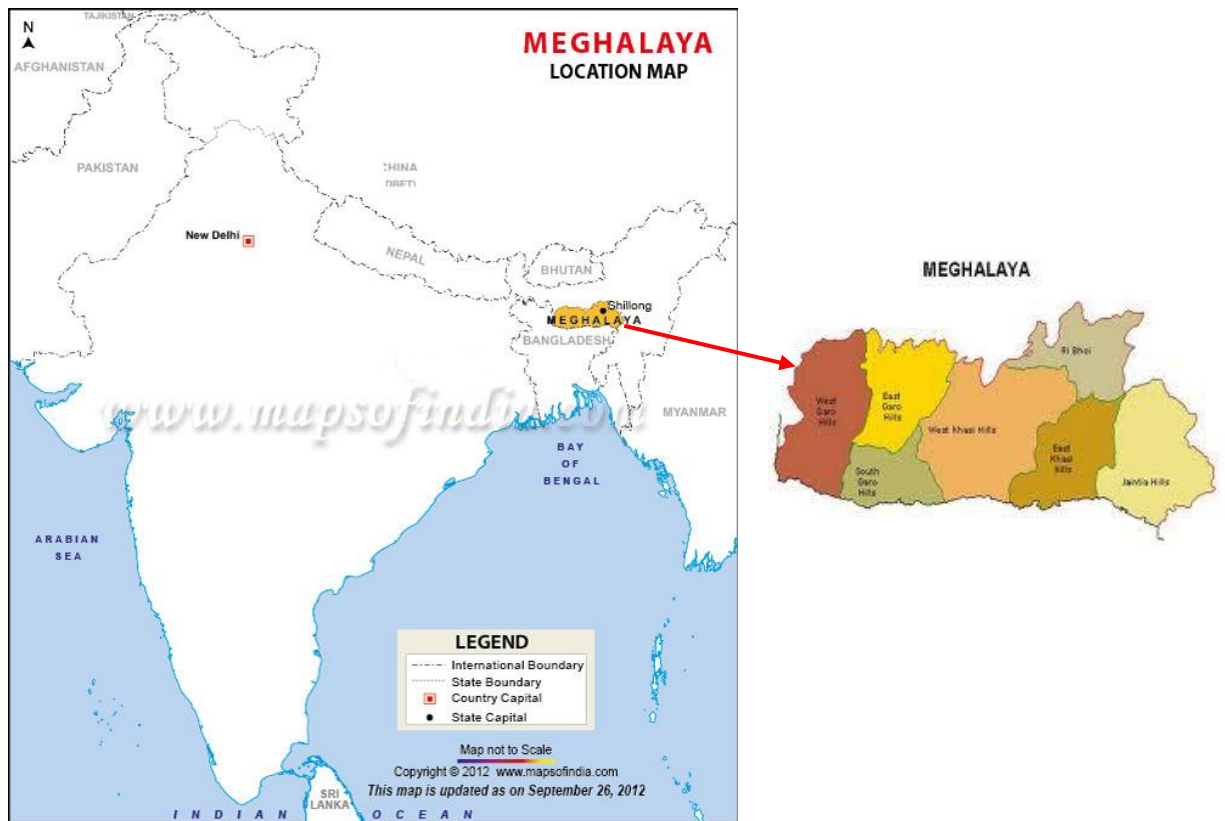 TAJIKISTAN
N
MEGHALAYA
LOCATION MAP
AFGHANISTAN
PAKISTAN
New Delhi
NEPAL
BHUTAN
Shillong
MEGHALAYA
BANGLADESH
MYANMAR
www.mapsofindia.com
BAY
OF
BENGAL
ARABIAN
SEA
LEGEND
International Boundary
State Boundary
Country Capital
State Capital
Map not to Scale
Copyright © 2012 www.mapsofindia.com
This map is updated as on September 26, 2012
SRI
LANKA
INDIAN OCEAN
MEGHALAYA
Ri Bhoi
West
Garo
Hills
East
Garo
Hills
West Khasi Hills
East
Khasi
Hills
South
Garo
Hills
Jaintia Hills